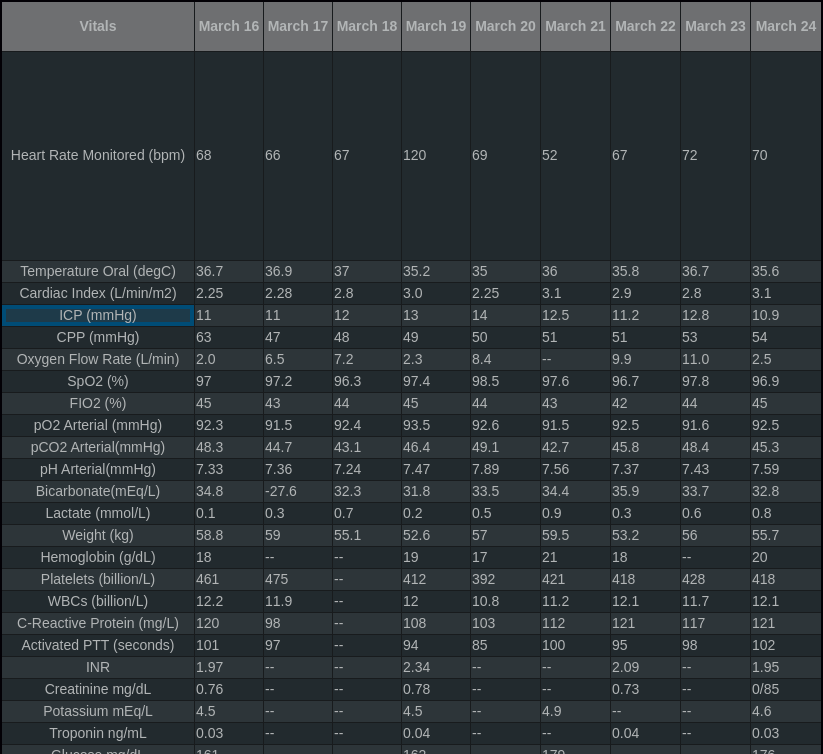 Vitals March 16 March 17 March 18 March 19 March 20 March 21 March 22 March 23 March 24
Heart Rate Monitored (bpm) 68 66 67 120 69 52 67 72 70
Temperature Oral (degC) 36.7 36.9 37 35.2 35 36 35.8 36.7 35.6
Cardiac Index (L/min/m2) 2.25 2.28 2.8 3.0 2.25 3.1 2.9 2.8 3.1
ICP (mmHg) 11 11 12 13 14 12.5 11.2 12.8 10.9
CPP (mmHg) 63 47 48 49 50 51 51 53 54
Oxygen Flow Rate (L/min) 2.0 6.5 7.2 2.3 8.4 -- 9.9 11.0 2.5
SpO2 (%) 97 97.2 96.3 97.4 98.5 97.6 96.7 97.8 96.9
FIO2 (%) 45 43 44 45 44 43 42 44 45
pO2 Arterial (mmHg) 92.3 91.5 92.4 93.5 92.6 91.5 92.5 91.6 92.5
pCO2 Arterial(mmHg) 48.3 44.7 43.1 46.4 49.1 42.7 45.8 48.4 45.3
pH Arterial(mmHg) 7.33 7.36 7.24 7.47 7.89 7.56 7.37 7.43 7.59
Bicarbonate(mEq/L) 34.8 -27.6 32.3 31.8 33.5 34.4 35.9 33.7 32.8
Lactate (mmol/L) 0.1 0.3 0.7 0.2 0.5 0.9 0.3 0.6 0.8
Weight (kg) 58.8 59 55.1 52.6 57 59.5 53.2 56 55.7
Hemoglobin (g/dL) 18 -- -- 19 17 21 18 -- 20
Platelets (billion/L) 461 475 -- 412 392 421 418 428 418
WBCs (billion/L) 12.2 11.9 -- 12 10.8 11.2 12.1 11.7 12.1
C-Reactive Protein (mg/L) 120 98 -- 108 103 112 121 117 121
Activated PTT (seconds) 101 97 -- 94 85 100 95 98 102
INR 1.97 -- -- 2.34 -- -- 2.09 -- 1.95
Creatinine mg/dL 0.76 -- -- 0.78 -- -- 0.73 -- 0/85
Potassium mEq/L 4.5 -- -- 4.5 -- 4.9 -- -- 4.6
Troponin ng/mL 0.03 -- -- 0.04 -- -- 0.04 -- 0.03
Glucose mg/dL 161 162 170 176